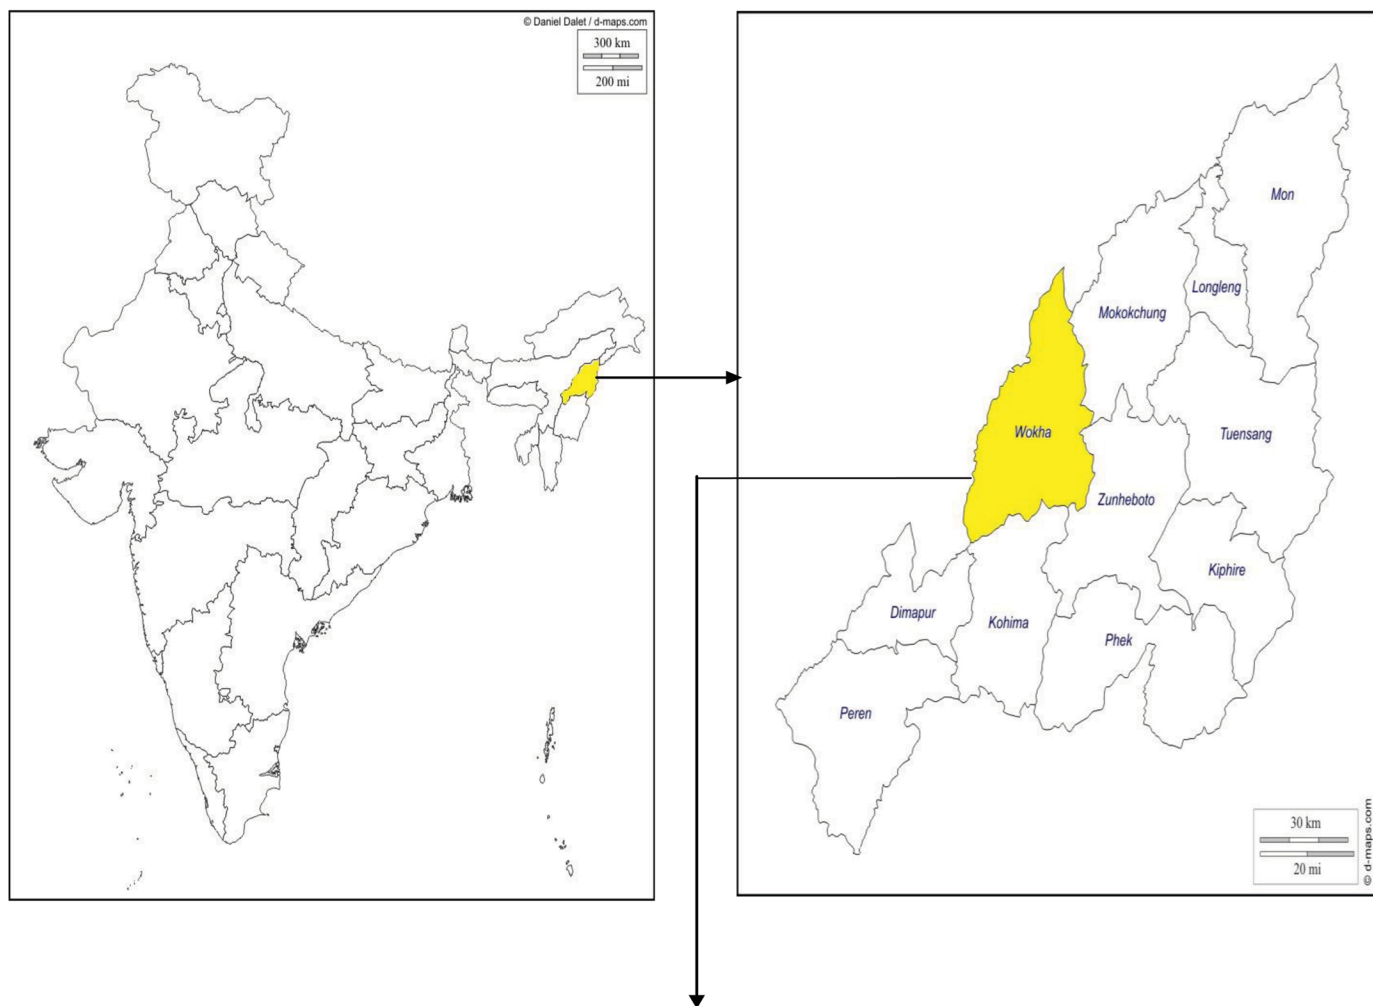 © Daniel Dalet / d-maps.com
300 km
200 mi
Mon
Longleng
Mokokchung
Wokha
Tuensang
Zunheboto
Kiphire
Dimapur
Kohima
Phek
Peren
30 km
20 mi
© d-maps.com